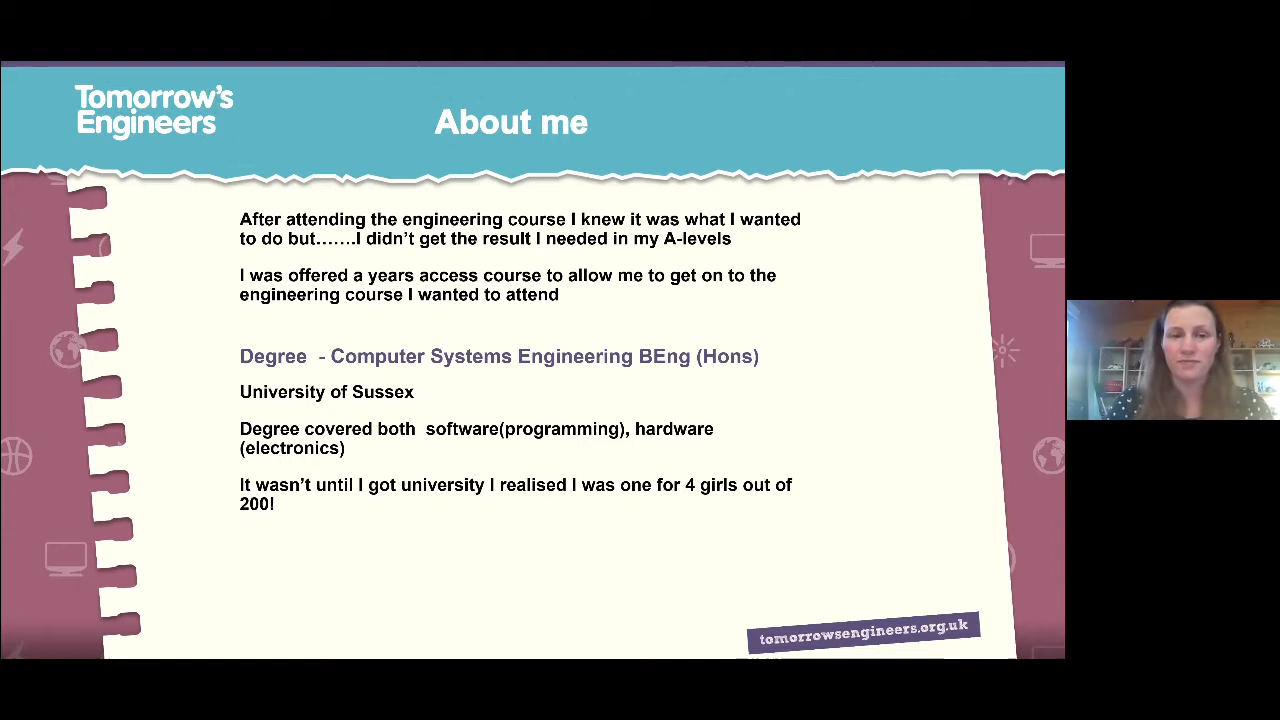 Tomorrow's
Engineers
About me
After attending the engineering course I knew it was what I wanted
to do but…….I didn't get the result I needed in my A-levels
I was offered a years access course to allow me to get on to the
engineering course I wanted to attend
Degree - Computer Systems Engineering BEng (Hons)
University of Sussex
Degree covered both software(programming), hardware
(electronics)
It wasn't until I got university I realised I was one for 4 girls out of
200!
tomorrowsengineers.org.uk